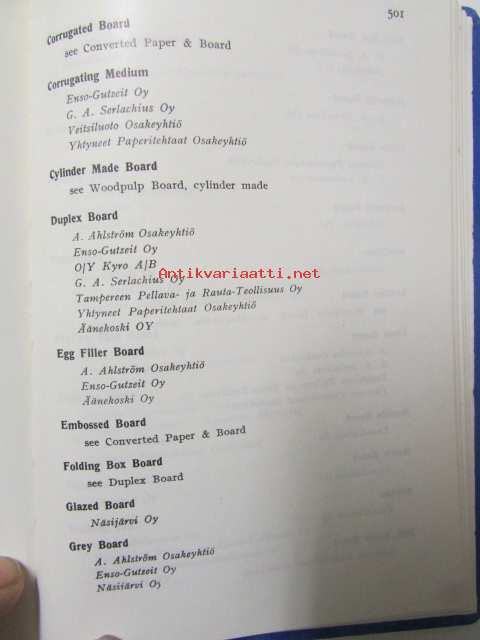 501
Corrugated Board
see Converted Paper & Board
Corrugating Medium
Enso-Gutzeit Oy
G. A. Serlachius Oy
Veitsiluoto Osakeyhtiö
Yhtyneet Paperitehtaat Osakeyhtiö
Cylinder Made Board
see Woodpulp Board, cylinder made
Duplex Board
A. Ahlström Osakeyhtiö
Enso-Gutzeit Oy
O/Y Kyro A/B
Antikvariaatti.net
G. A. Serlachius Oy
Tampereen Pellava- ja Rauta-Teollisuus Oy
Yhtyneet Paperitehtaat Osakeyhtiö
Äänekoski OY
Egg Filler Board
A. Ahlström Osakeyhtiö
Enso-Gutzeit Oy
Äänekoski Oy
Embossed Board
see Converted Paper & Board
Folding Box Board
see Duplex Board
Glazed Board
Näsijärvi Oy
Grey Board
A. Ahlström Osakeyhtiö
Enso-Gutzeit Oy
Näsijärvi Oy